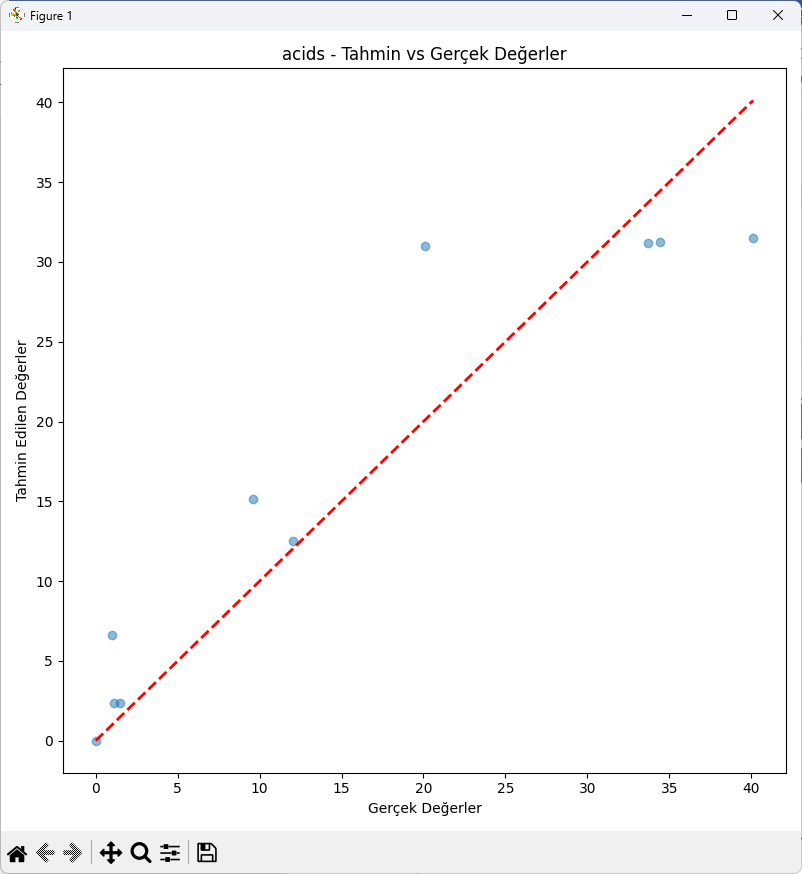 Figure 1
acids - Tahmin vs Gerçek Değerler
40
35
30
25
20
15
10
5
0
Tahmin Edilen Değerler
0 5 10 15 20 25 30 35 40
Gerçek Değerler